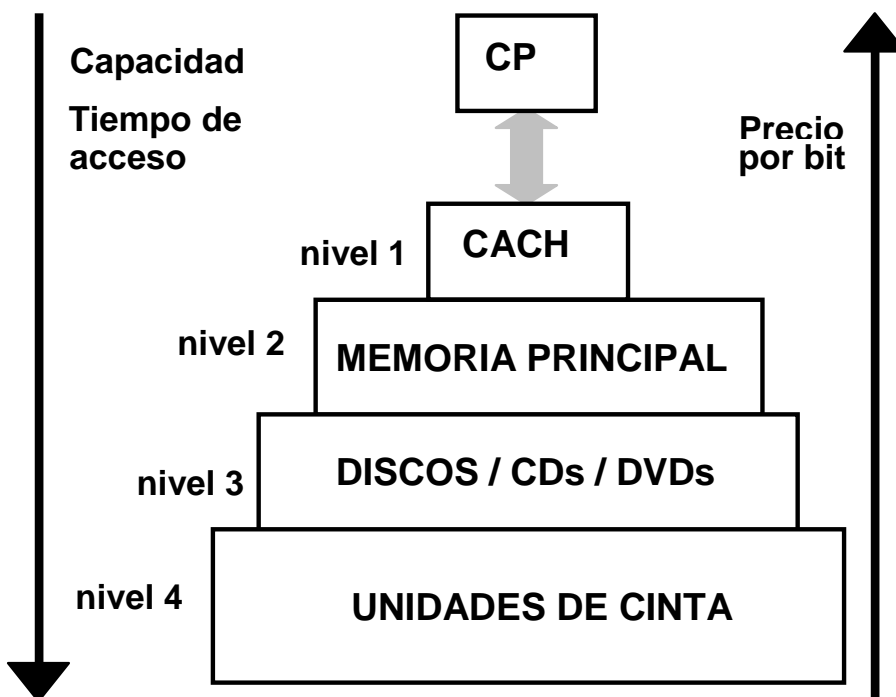 Capacidad
Tiempo de
acceso
CP
Precio
por bit
nivel 1
CACH
nivel 2
MEMORIA PRINCIPAL
nivel 3
DISCOS / CDs / DVDs
nivel 4
UNIDADES DE CINTA